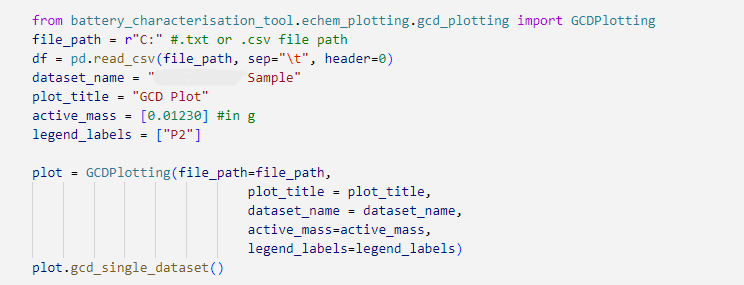 from battery_characterisation_tool.echem_plotting.gcd_plotting import GCDPlotting
file_path = r"C:" #.txt or .csv file path
df = pd.read_csv(file_path, sep="\t", header=0)
dataset_name = " Sample"
plot_title = "GCD Plot"
active_mass = [0.01230] #in g
legend_labels = ["P2"]
plot = GCDPlotting(file_path=file_path,
plot_title = plot_title,
dataset_name = dataset_name,
active_mass=active_mass,
legend_labels=legend_labels)
plot.gcd_single_dataset()